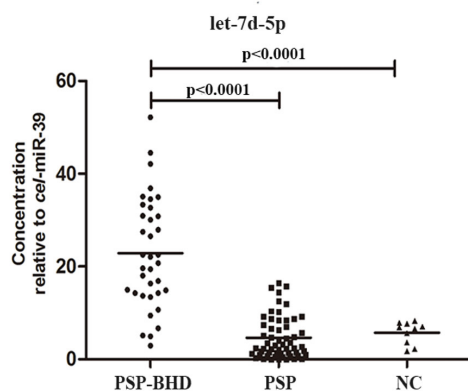 let-7d-5p
p<0.0001
p<0.0001
60
40
20
0
Concentration
relative to cel-miR-39
PSP-BHD PSP NC